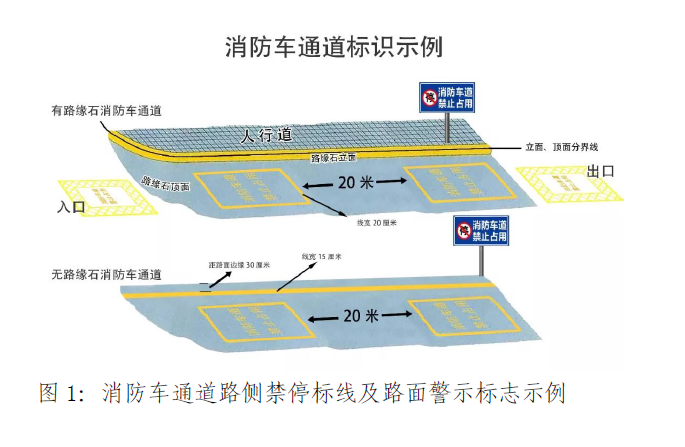 消防车通道标识示例
有路缘石消防车通道
消防车道
禁止占用
人行道
立面、顶面分界线
路缘石立面
路缘石顶面
20 米
出口
入口
线宽 20 厘米
消防车道
禁止占用
线宽 15 厘米
距路面边缘 30 厘米
无路缘石消防车通道
20 米
图 1: 消防车通道路侧禁停标线及路面警示标志示例